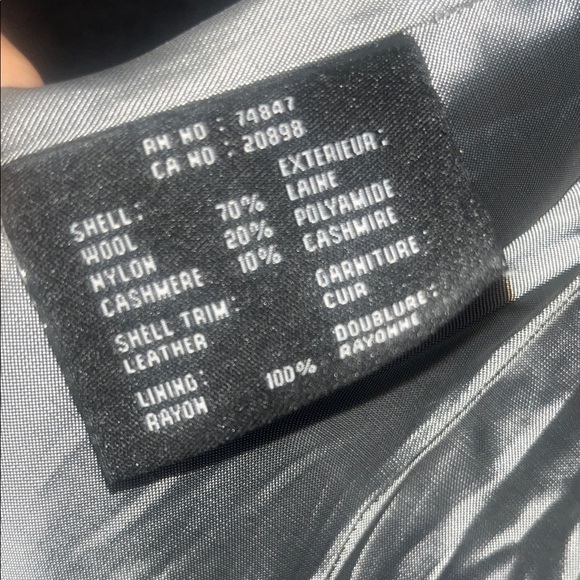 RN NO : 74847
CA NO : 20898
SHELL: EXTERIEUR:
WOOL 70% LAINE
NYLON 20% POLYAMIDE
CASHMERE 10% CASHMIRE
SHELL TRIM: GARNITURE:
LEATHER CUIR
LINING: DOUBLURE:
RAYON 100% RAYONNE